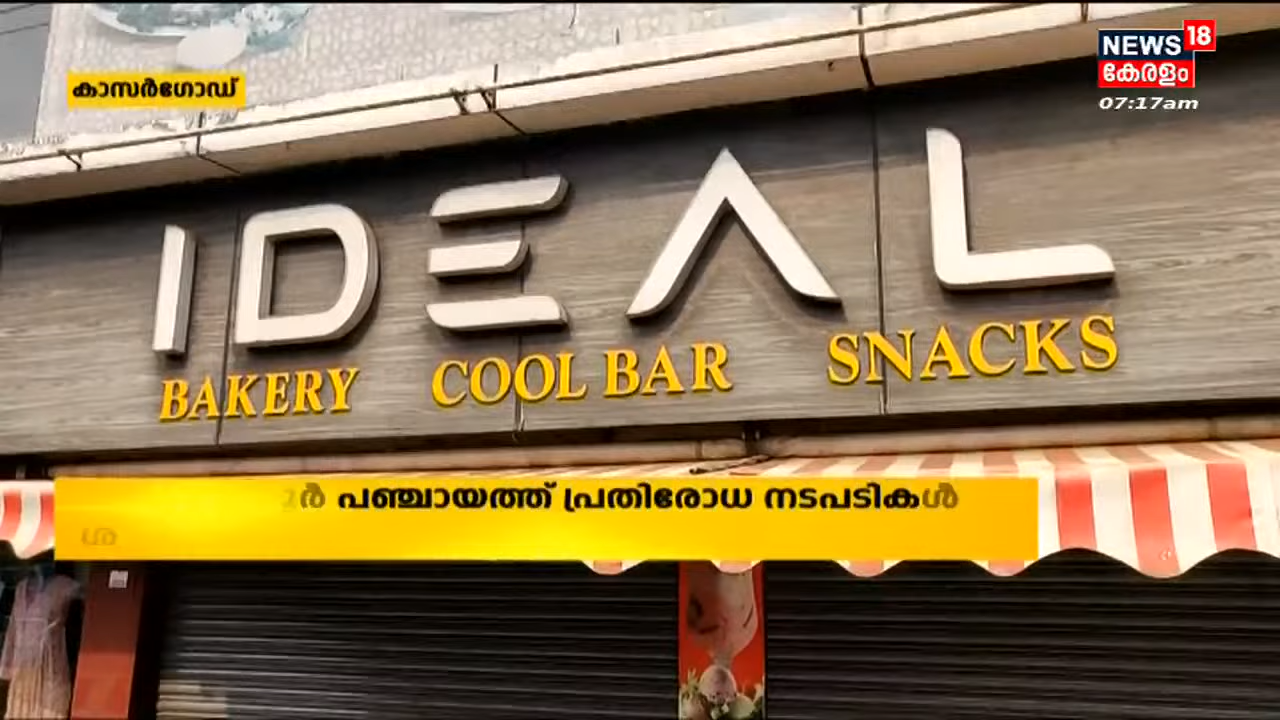 NEWS 18
കേരളം
07:17am
കാസർഗോഡ്
IDEAL
BAKERY COOL BAR SNACKS
പഞ്ചായത്ത് പ്രതിരോധ നടപടികൾ